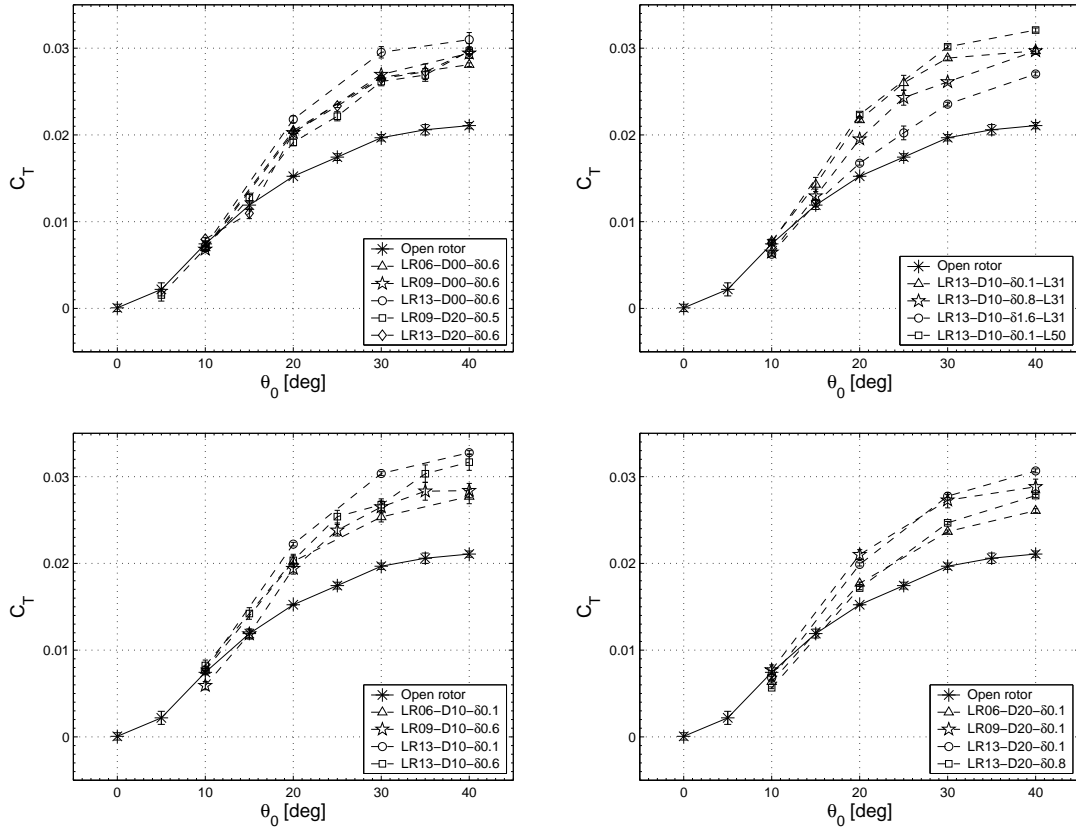 0.03
0.02
0.01
0
C_T
0 10 20 30 40
θ_0 [deg]
Open rotor
LR06−D00−δ0.6
LR09−D00−δ0.6
LR13−D00−δ0.6
LR09−D20−δ0.5
LR13−D20−δ0.6
0.03
0.02
0.01
0
C_T
0 10 20 30 40
θ_0 [deg]
Open rotor
LR13−D10−δ0.1−L31
LR13−D10−δ0.8−L31
LR13−D10−δ1.6−L31
LR13−D10−δ0.1−L50
0.03
0.02
0.01
0
C_T
0 10 20 30 40
θ_0 [deg]
Open rotor
LR06−D10−δ0.1
LR09−D10−δ0.6
LR13−D10−δ0.1
LR13−D10−δ0.6
0.03
0.02
0.01
0
C_T
0 10 20 30 40
θ_0 [deg]
Open rotor
LR06−D20−δ0.1
LR09−D20−δ0.1
LR13−D20−δ0.1
LR13−D20−δ0.8